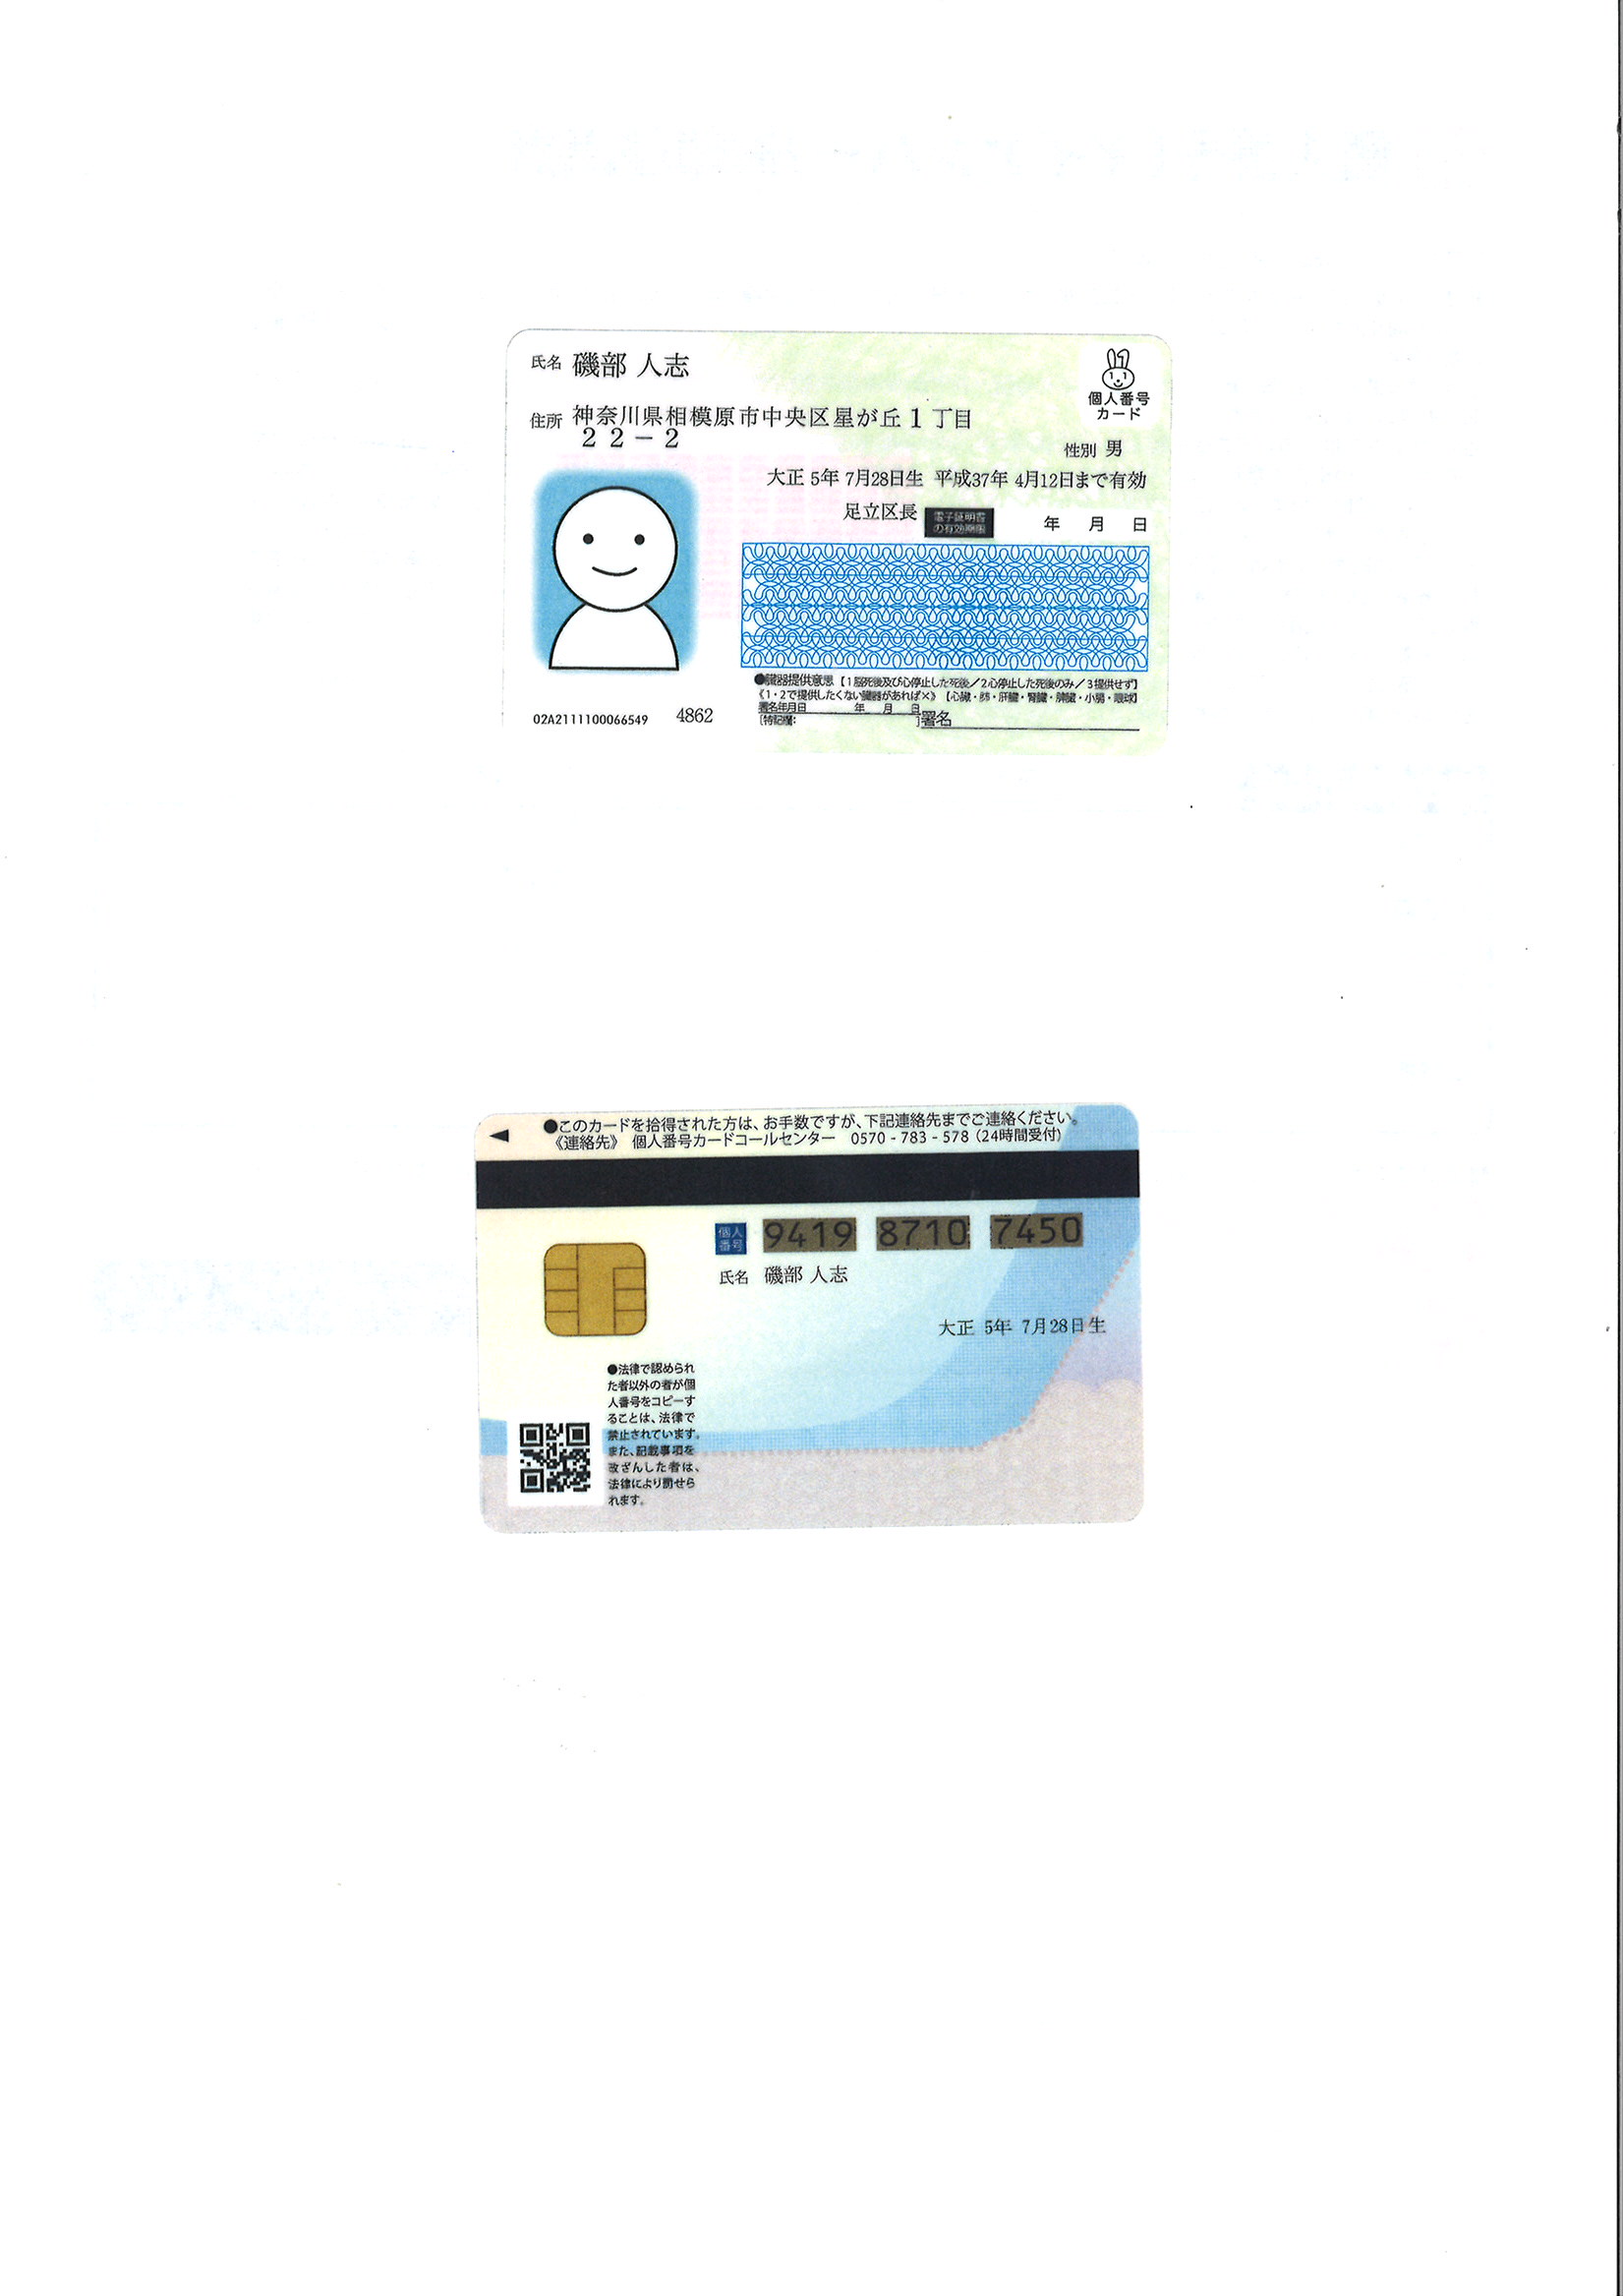 氏名 磯部 人志
個人番号
カード
住所 神奈川県相模原市中央区星が丘1丁目
22-2
性別 男
大正 5年 7月28日生 平成37年 4月12日まで有効
足立区長 電子証明書の有効期限 年 月 日
●臓器提供意思【1脳死後及び心停止した死後/2心停止した死後のみ/3提供せず】
《1・2で提供したくない臓器があれば×》【心臓・肺・肝臓・腎臓・膵臓・小腸・眼球】
署名年月日 年 月 日
[特記欄: ]署名
02A2111100066549 4862
●このカードを拾得された方は、お手数ですが、下記連絡先までご連絡ください。
《連絡先》 個人番号カードコールセンター 0570-783-578(24時間受付)
個人番号 9419 8710 7450
氏名 磯部 人志
大正 5年 7月28日生
●法律で認められ
た者以外の者が個
人番号をコピーす
ることは、法律で
禁止されています。
また、記載事項を
改ざんした者は、
法律により罰せら
れます。